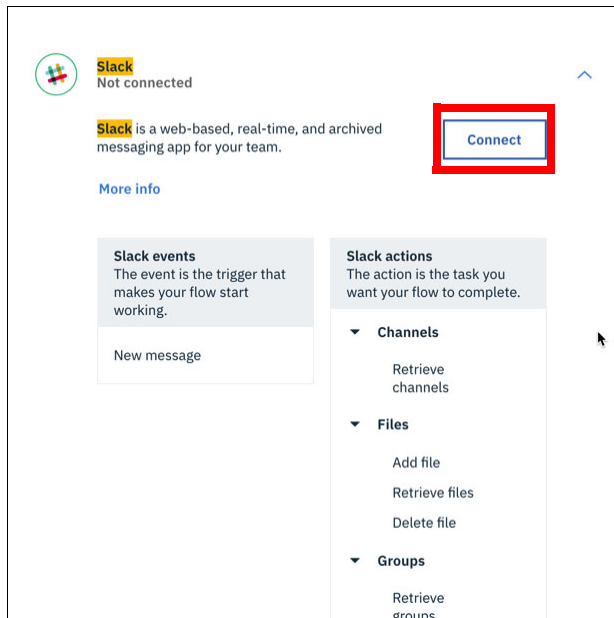 Slack
Not connected
Slack is a web-based, real-time, and archived
messaging app for your team.
Connect
More info
Slack events
The event is the trigger that
makes your flow start
working.
New message
Slack actions
The action is the task you
want your flow to complete.
Channels
Retrieve
channels
Files
Add file
Retrieve files
Delete file
Groups
Retrieve
groups